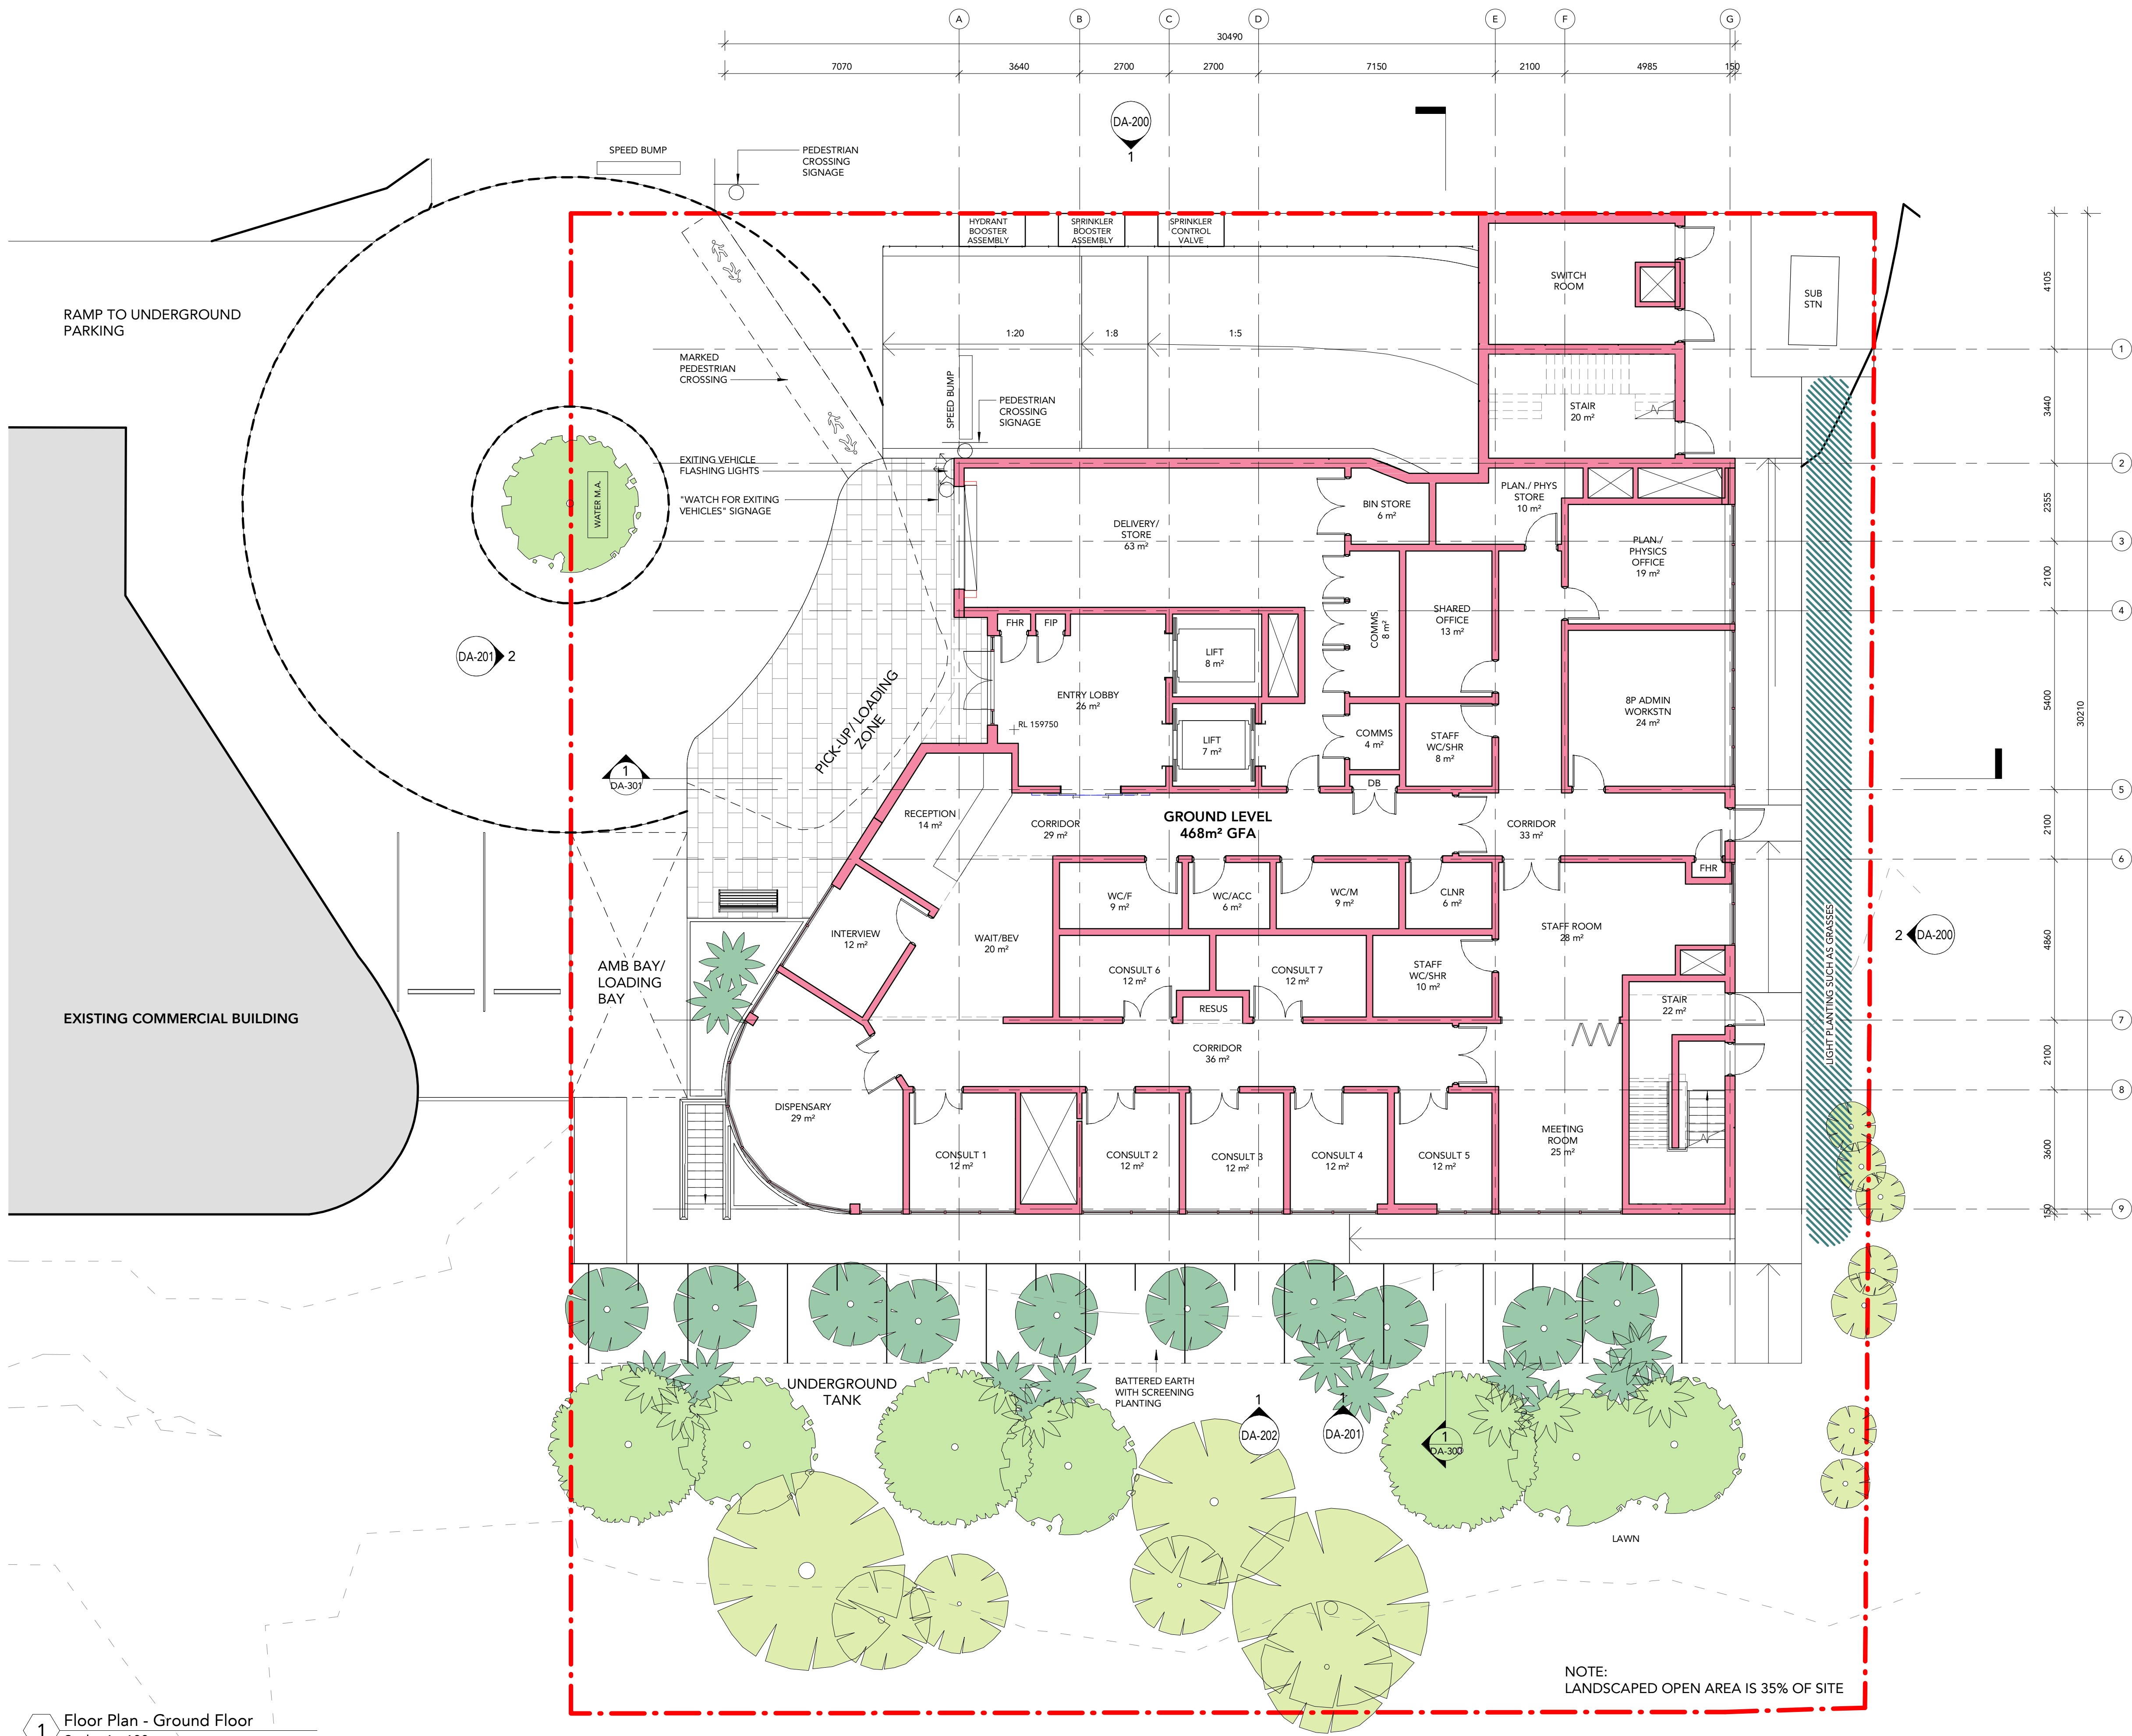 A
B
C
D
E
F
G
30490
7070
3640
2700
2700
7150
2100
4985
150
DA-200
1
SPEED BUMP
PEDESTRIAN
CROSSING
SIGNAGE
HYDRANT
BOOSTER
ASSEMBLY
SPRINKLER
BOOSTER
ASSEMBLY
SPRINKLER
CONTROL
VALVE
SWITCH
ROOM
SUB
STN
4105
RAMP TO UNDERGROUND
PARKING
1:20
1:8
1:5
MARKED
PEDESTRIAN
CROSSING
1
SPEED BUMP
PEDESTRIAN
CROSSING
SIGNAGE
STAIR
20 m²
3440
EXITING VEHICLE
FLASHING LIGHTS
2
WATER M.A.
"WATCH FOR EXITING
VEHICLES" SIGNAGE
DELIVERY/
STORE
63 m²
BIN STORE
6 m²
PLAN./ PHYS
STORE
10 m²
2355
3
PLAN./
PHYSICS
OFFICE
19 m²
2100
4
FHR
FIP
COMMS
8 m²
SHARED
OFFICE
13 m²
LIFT
8 m²
DA-201
2
ENTRY LOBBY
26 m²
8P ADMIN
WORKSTN
24 m²
5400
30210
RL 159750
PICK-UP/ LOADING
ZONE
LIFT
7 m²
COMMS
4 m²
STAFF
WC/SHR
8 m²
1
DA-301
DB
5
RECEPTION
14 m²
CORRIDOR
29 m²
GROUND LEVEL
468m² GFA
CORRIDOR
33 m²
2100
6
FHR
WC/F
9 m²
WC/ACC
6 m²
WC/M
9 m²
CLNR
6 m²
INTERVIEW
12 m²
WAIT/BEV
20 m²
STAFF ROOM
28 m²
4860
2
DA-200
LIGHT PLANTING SUCH AS GRASSES
AMB BAY/
LOADING
BAY
CONSULT 6
12 m²
CONSULT 7
12 m²
STAFF
WC/SHR
10 m²
RESUS
STAIR
22 m²
EXISTING COMMERCIAL BUILDING
7
CORRIDOR
36 m²
2100
8
DISPENSARY
29 m²
CONSULT 1
12 m²
CONSULT 2
12 m²
CONSULT 3
12 m²
CONSULT 4
12 m²
CONSULT 5
12 m²
MEETING
ROOM
25 m²
3600
150
9
UNDERGROUND
TANK
BATTERED EARTH
WITH SCREENING
PLANTING
1
DA-202
1
DA-201
1
DA-300
LAWN
NOTE:
LANDSCAPED OPEN AREA IS 35% OF SITE
1
Floor Plan - Ground Floor